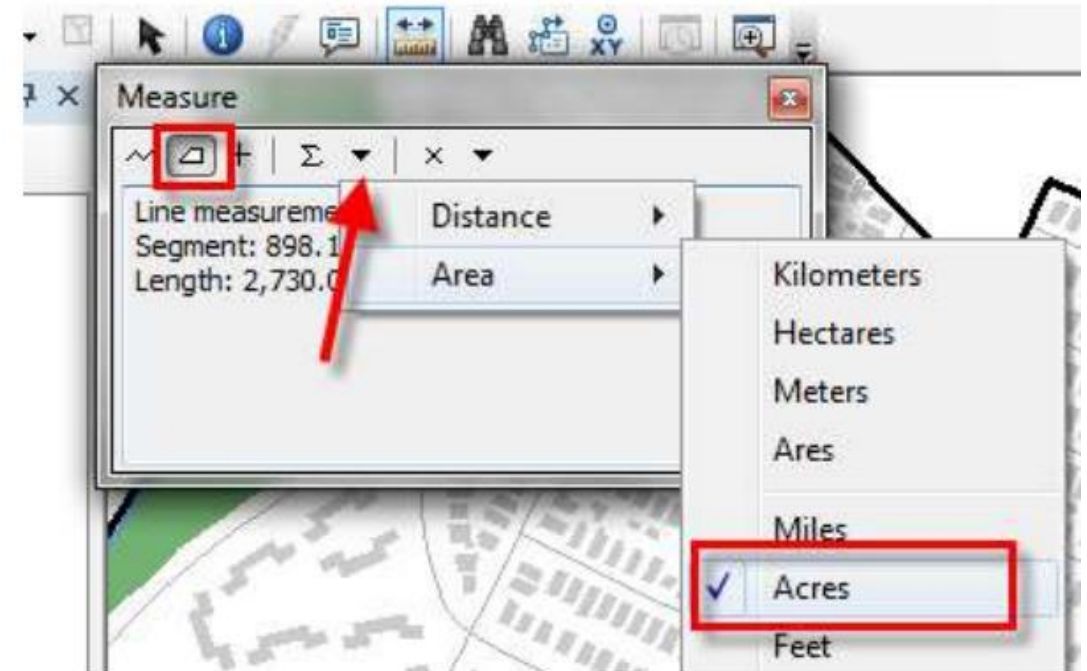 XY
Measure
Σ
Line measureme
Segment: 898.1
Length: 2,730.0
Distance
Area
Kilometers
Hectares
Meters
Ares
Miles
Acres
Feet